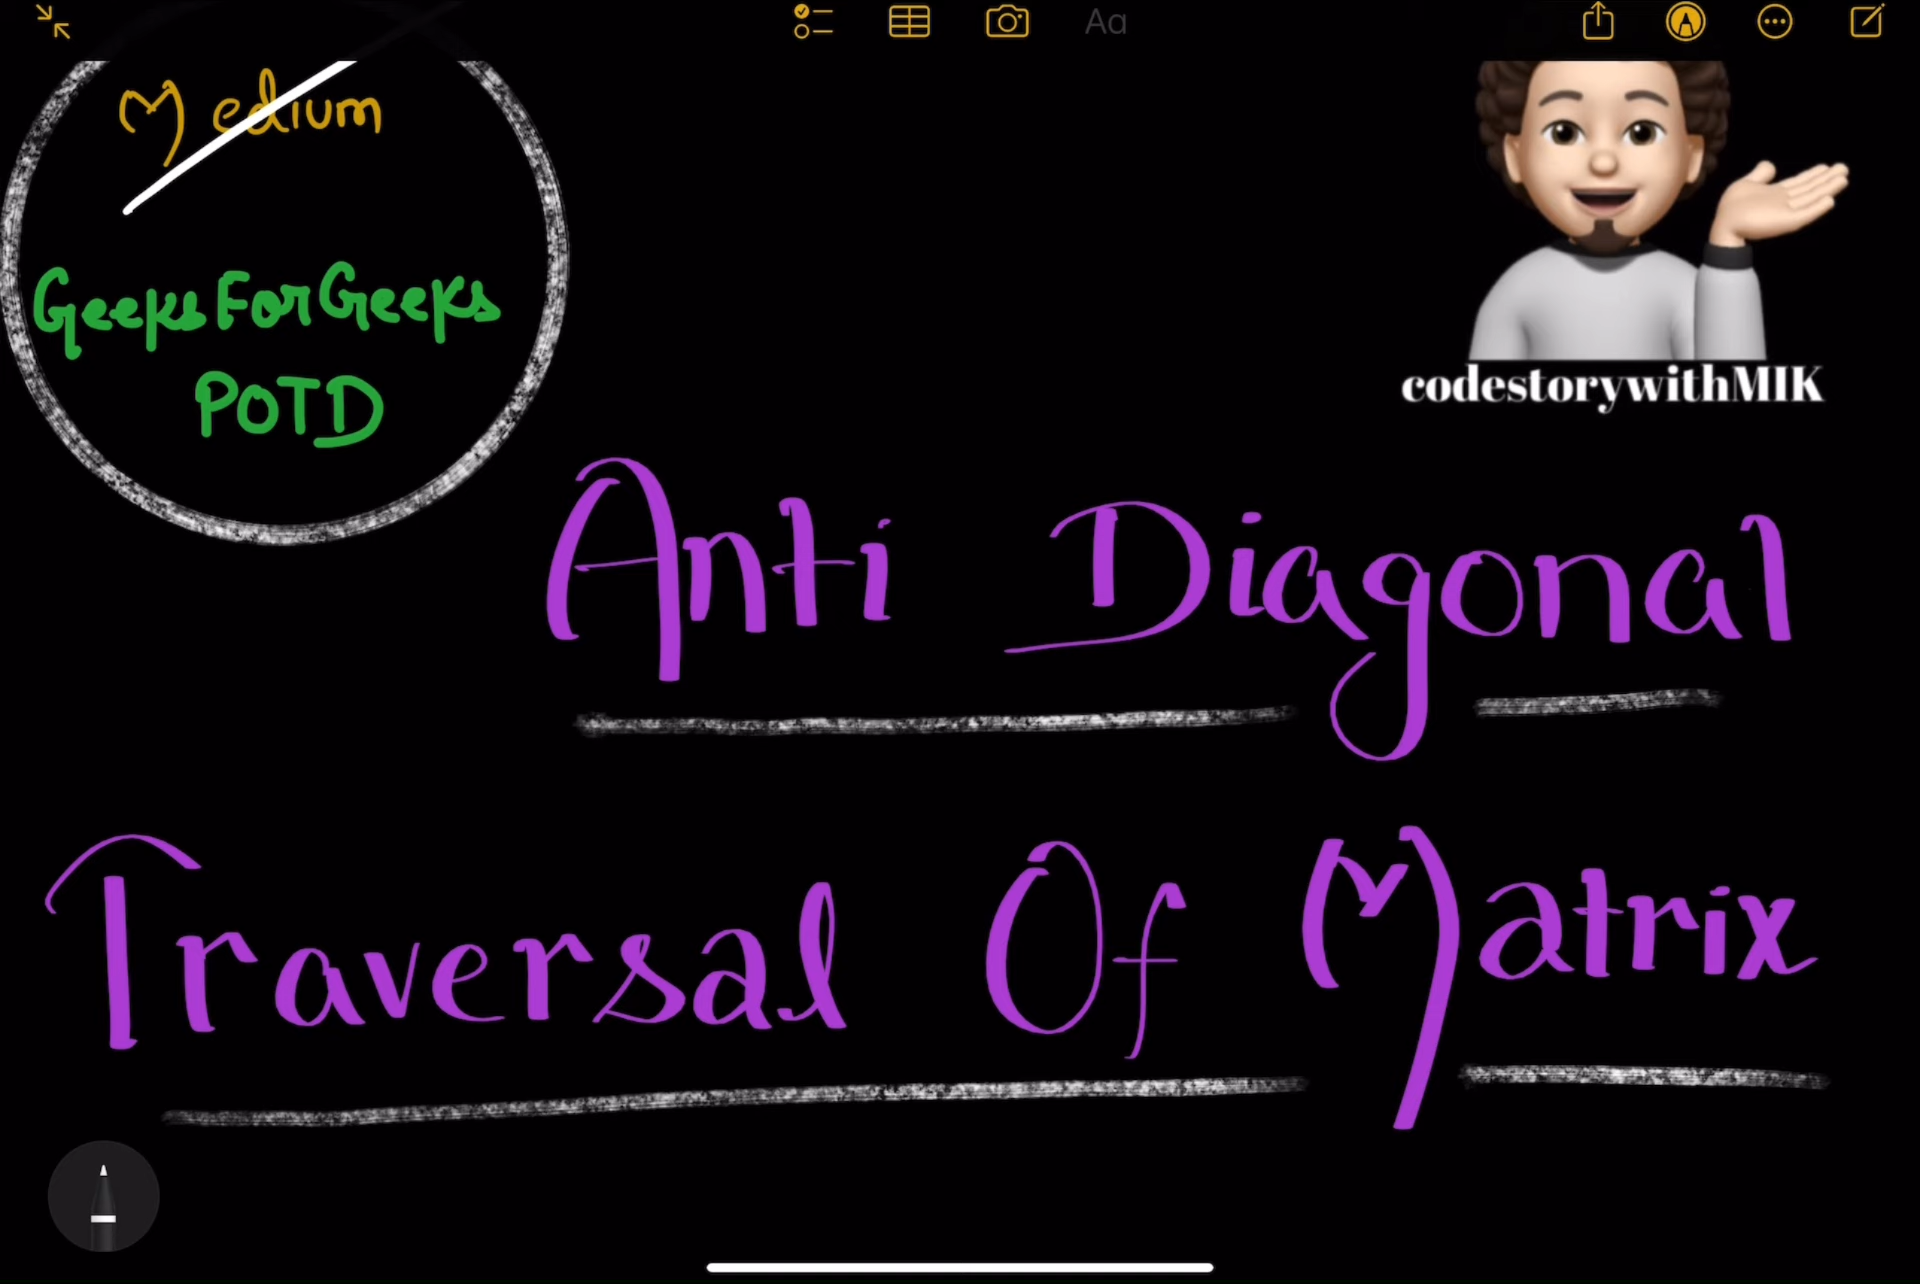 Aa
Medium
GeeksForGeeks
POTD
codestorywithMIK
Anti Diagonal
Traversal Of Matrix